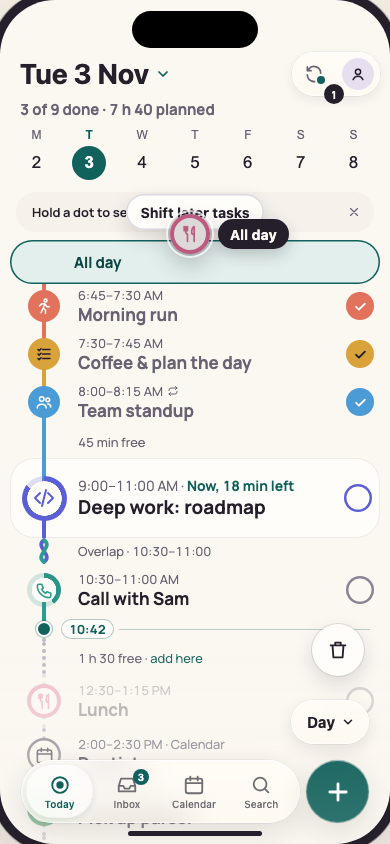 Tue 3 Nov
1
3 of 9 done · 7 h 40 planned
M T W T F S S
2 3 4 5 6 7 8
Hold a dot to se
Shift later tasks
All day
All day
6:45–7:30 AM
Morning run
7:30–7:45 AM
Coffee & plan the day
8:00–8:15 AM
Team standup
45 min free
9:00–11:00 AM · Now, 18 min left
Deep work: roadmap
Overlap · 10:30–11:00
10:30–11:00 AM
Call with Sam
10:42
1 h 30 free · add here
12:30–1:15 PM
Lunch
Day
2:00–2:30 PM · Calendar
3
Today
Inbox
Calendar
Search